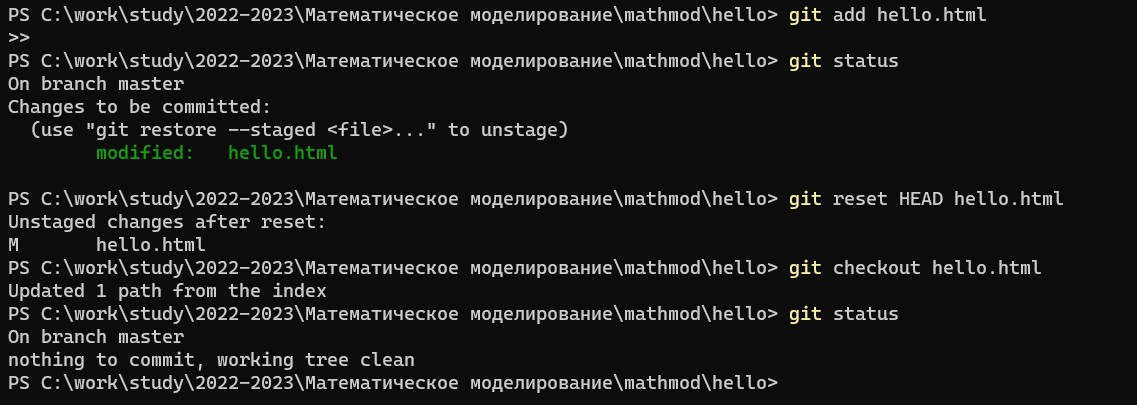 PS C:\work\study\2022-2023\Математическое моделирование\mathmod\hello> git add hello.html
>>
PS C:\work\study\2022-2023\Математическое моделирование\mathmod\hello> git status
On branch master
Changes to be committed:
  (use "git restore --staged <file>..." to unstage)
        modified:   hello.html

PS C:\work\study\2022-2023\Математическое моделирование\mathmod\hello> git reset HEAD hello.html
Unstaged changes after reset:
M       hello.html
PS C:\work\study\2022-2023\Математическое моделирование\mathmod\hello> git checkout hello.html
Updated 1 path from the index
PS C:\work\study\2022-2023\Математическое моделирование\mathmod\hello> git status
On branch master
nothing to commit, working tree clean
PS C:\work\study\2022-2023\Математическое моделирование\mathmod\hello>